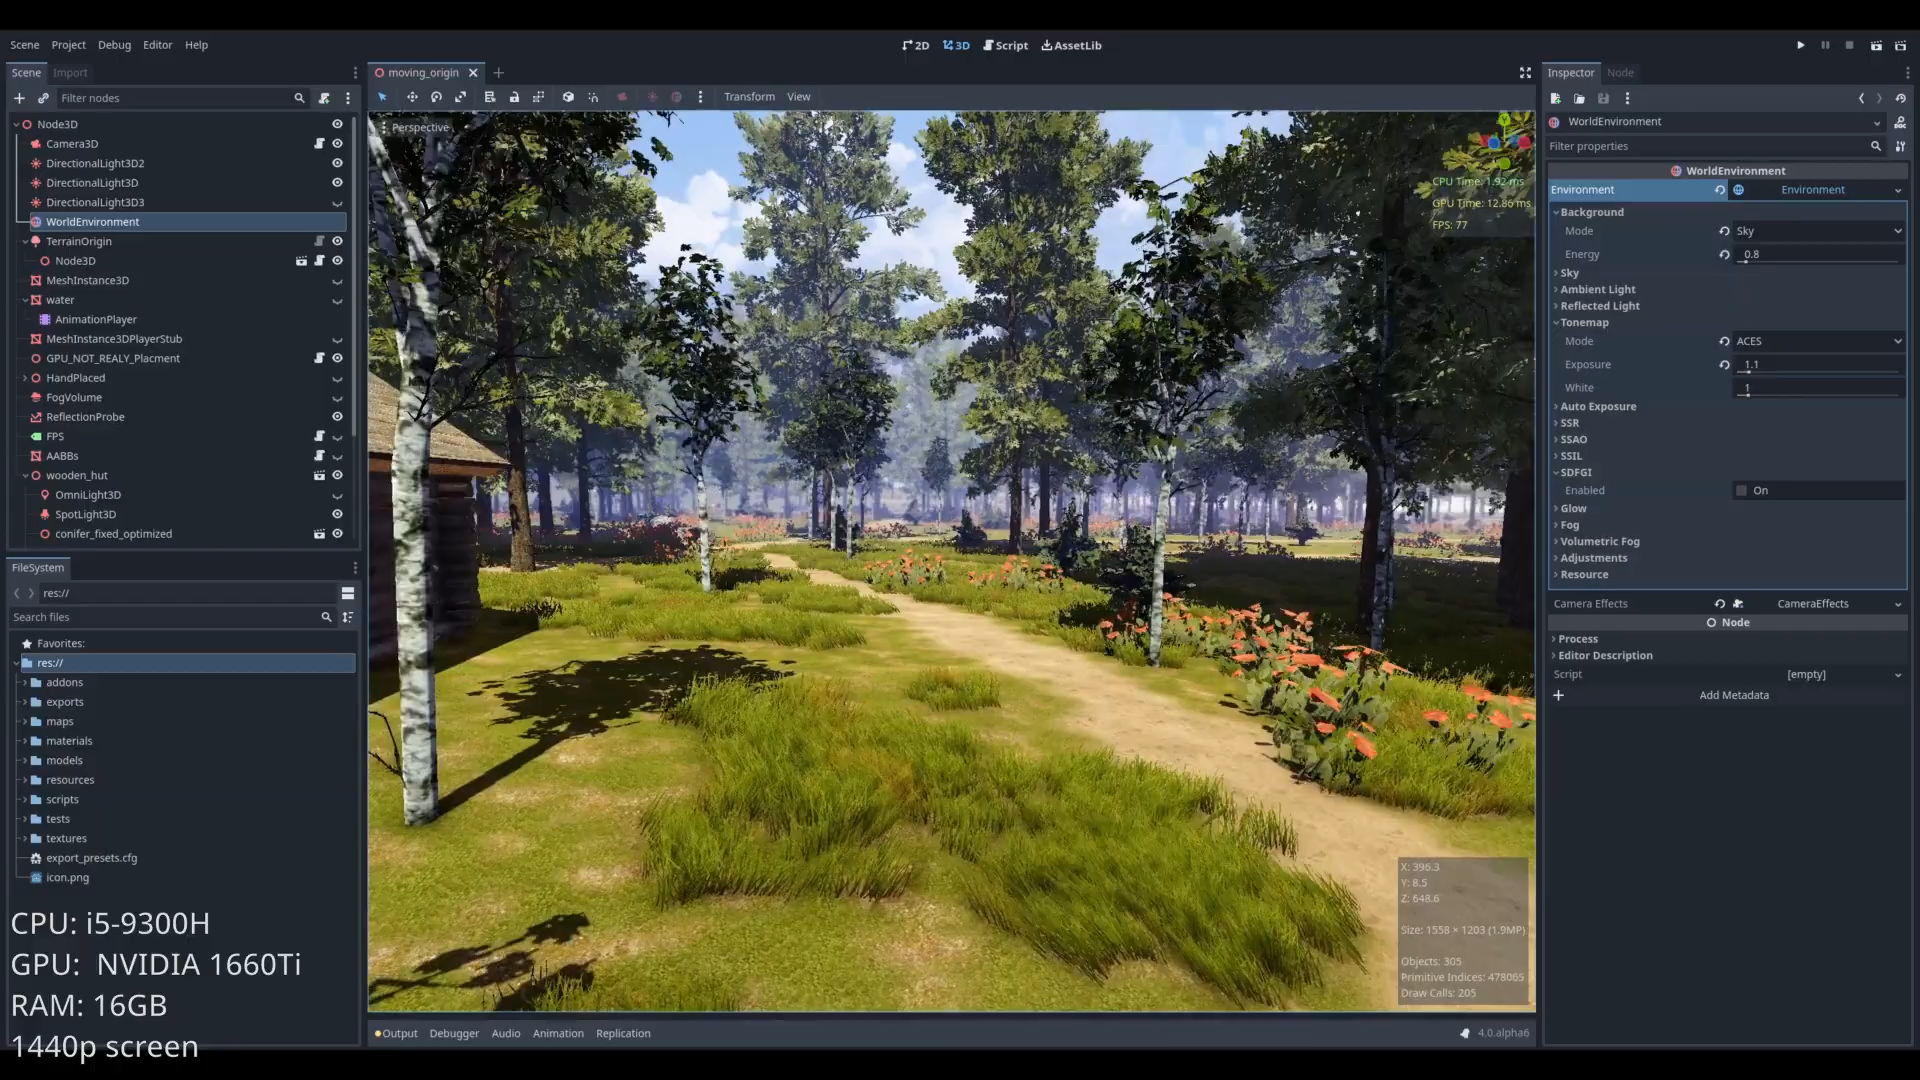 Scene Project Debug Editor Help
2D 3D Script AssetLib
Scene Import
Filter nodes
Node3D
Camera3D
DirectionalLight3D2
DirectionalLight3D
DirectionalLight3D3
WorldEnvironment
TerrainOrigin
Node3D
MeshInstance3D
water
AnimationPlayer
MeshInstance3DPlayerStub
GPU_NOT_REALY_Placment
HandPlaced
FogVolume
ReflectionProbe
FPS
AABBs
wooden_hut
OmniLight3D
SpotLight3D
conifer_fixed_optimized
FileSystem
res://
Search files
Favorites:
res://
addons
exports
maps
materials
models
resources
scripts
tests
textures
export_presets.cfg
icon.png
CPU: i5-9300H
GPU: NVIDIA 1660Ti
RAM: 16GB
1440p screen
moving_origin
Transform View
Perspective
CPU Time: 1.92 ms
GPU Time: 12.86 ms
FPS: 77
X: 396.3
Y: 8.5
Z: 648.6
Size: 1558 × 1203 (1.9MP)
Objects: 305
Primitive Indices: 478065
Draw Calls: 205
Output Debugger Audio Animation Replication
4.0.alpha6
Inspector Node
WorldEnvironment
Filter properties
WorldEnvironment
Environment Environment
Background
Mode Sky
Energy 0.8
Sky
Ambient Light
Reflected Light
Tonemap
Mode ACES
Exposure 1.1
White 1
Auto Exposure
SSR
SSAO
SSIL
SDFGI
Enabled On
Glow
Fog
Volumetric Fog
Adjustments
Resource
Camera Effects CameraEffects
Node
Process
Editor Description
Script [empty]
Add Metadata